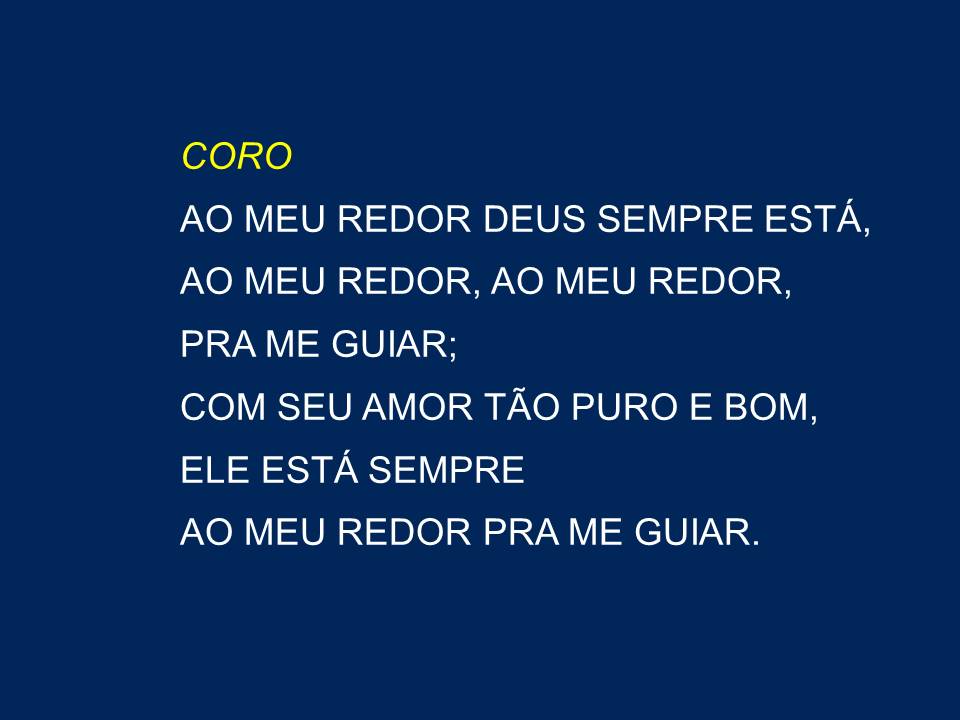 CORO
AO MEU REDOR DEUS SEMPRE ESTÁ,
AO MEU REDOR, AO MEU REDOR,
PRA ME GUIAR;
COM SEU AMOR TÃO PURO E BOM,
ELE ESTÁ SEMPRE
AO MEU REDOR PRA ME GUIAR.